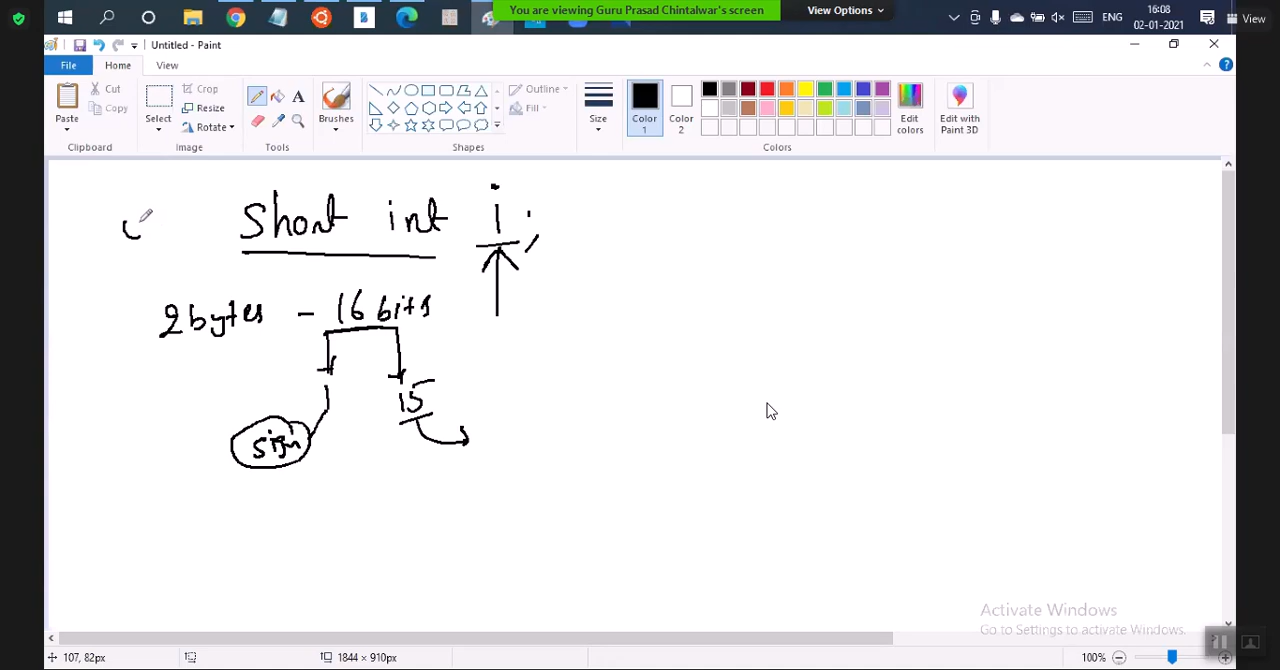 You are viewing Guru Prasad Chintalwar's screen
View Options
ENG
16:08
02-01-2021
View
Untitled - Paint
File
Home
View
Paste
Cut
Copy
Clipboard
Select
Crop
Resize
Rotate
Image
A
Tools
Brushes
Shapes
Outline
Fill
Size
Color 1
Color 2
Colors
Edit colors
Edit with Paint 3D
Short int i;
2 bytes - 16 bits
1
15
sign
Activate Windows
Go to Settings to activate Windows.
107, 82px
1844 × 910px
100%